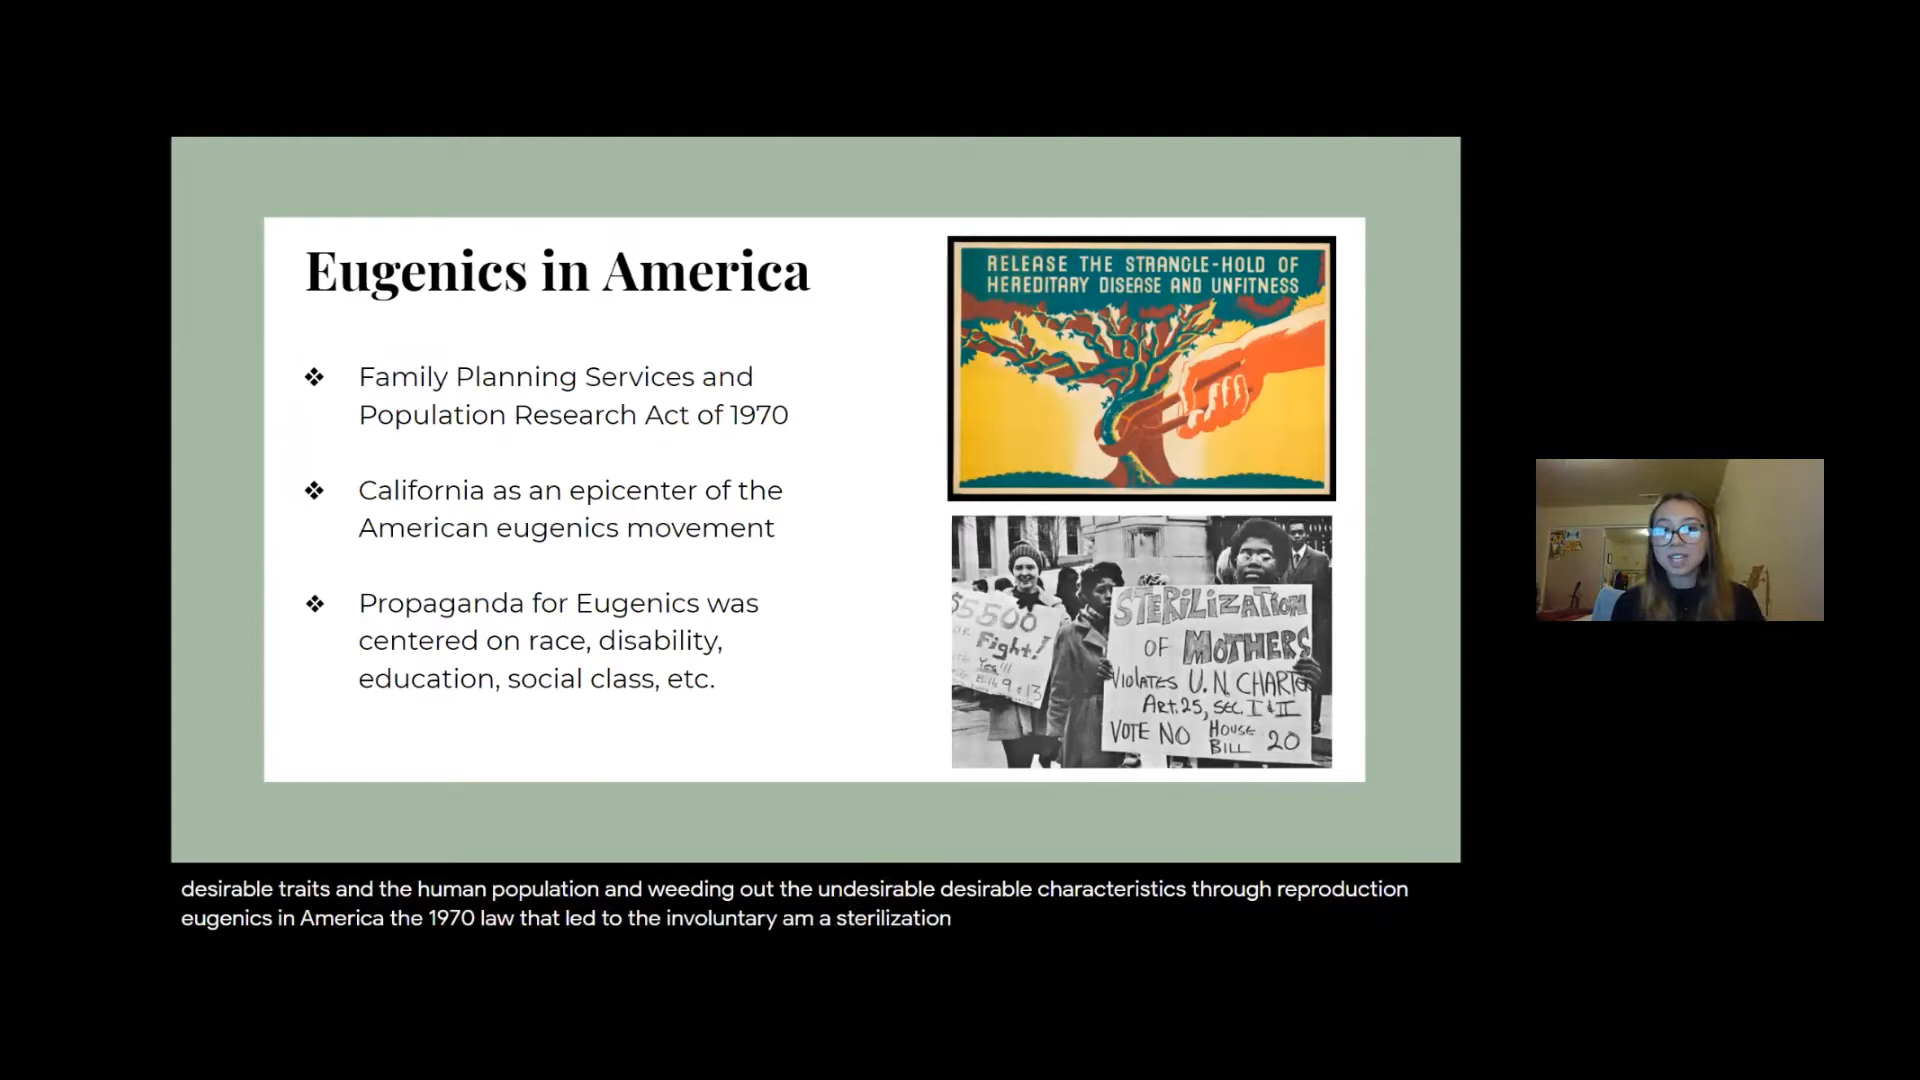 Eugenics in America
❖ Family Planning Services and
Population Research Act of 1970
❖ California as an epicenter of the
American eugenics movement
❖ Propaganda for Eugenics was
centered on race, disability,
education, social class, etc.
RELEASE THE STRANGLE-HOLD OF
HEREDITARY DISEASE AND UNFITNESS
$5500
Fight!
Yes!!!
9 & 13
STERILIZATION
OF MOTHERS
VIOLATES U.N. CHARTE
ART. 25, SEC. I & II
VOTE NO HOUSE
BILL 20
desirable traits and the human population and weeding out the undesirable desirable characteristics through reproduction
eugenics in America the 1970 law that led to the involuntary am a sterilization